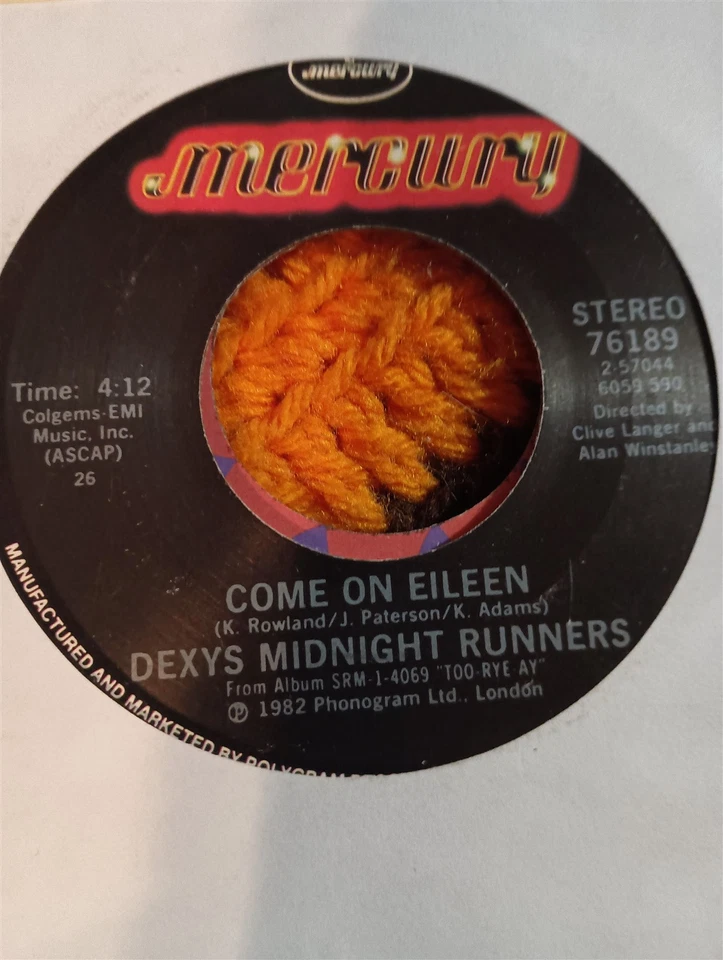 mercury
mercury
STEREO
76189
2-57044
6059 590
Directed by
Clive Langer and
Alan Winstanley
Time: 4:12
Colgems-EMI
Music, Inc.
(ASCAP)
26
COME ON EILEEN
(K. Rowland/J. Paterson/K. Adams)
DEXYS MIDNIGHT RUNNERS
From Album SRM-1-4069 "TOO-RYE-AY"
℗ 1982 Phonogram Ltd., London
MANUFACTURED AND MARKETED BY POLYGRAM